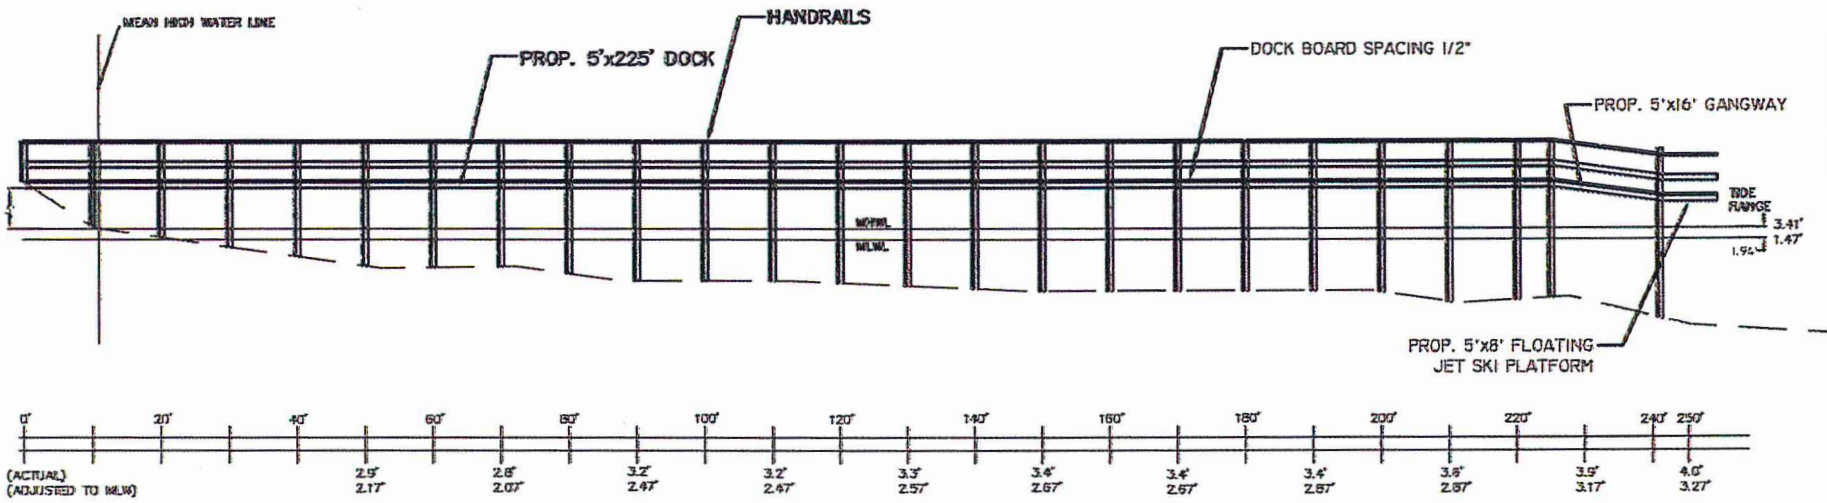 MEAN HIGH WATER LINE
HANDRAILS
PROP. 5'x225' DOCK
DOCK BOARD SPACING 1/2"
PROP. 5'x16' GANGWAY
TIDE
RANGE
MHWL
3.41'
MLWL
1.47'
1.94'
PROP. 5'x8' FLOATING
JET SKI PLATFORM
0' 20' 40' 60' 80' 100' 120' 140' 160' 180' 200' 220' 240' 250'
(ACTUAL) 2.9' 2.8' 3.2' 3.2' 3.3' 3.4' 3.4' 3.4' 3.6' 3.9' 4.0'
(ADJUSTED TO MLW) 2.17' 2.07' 2.47' 2.47' 2.57' 2.67' 2.67' 2.67' 2.87' 3.17' 3.27'